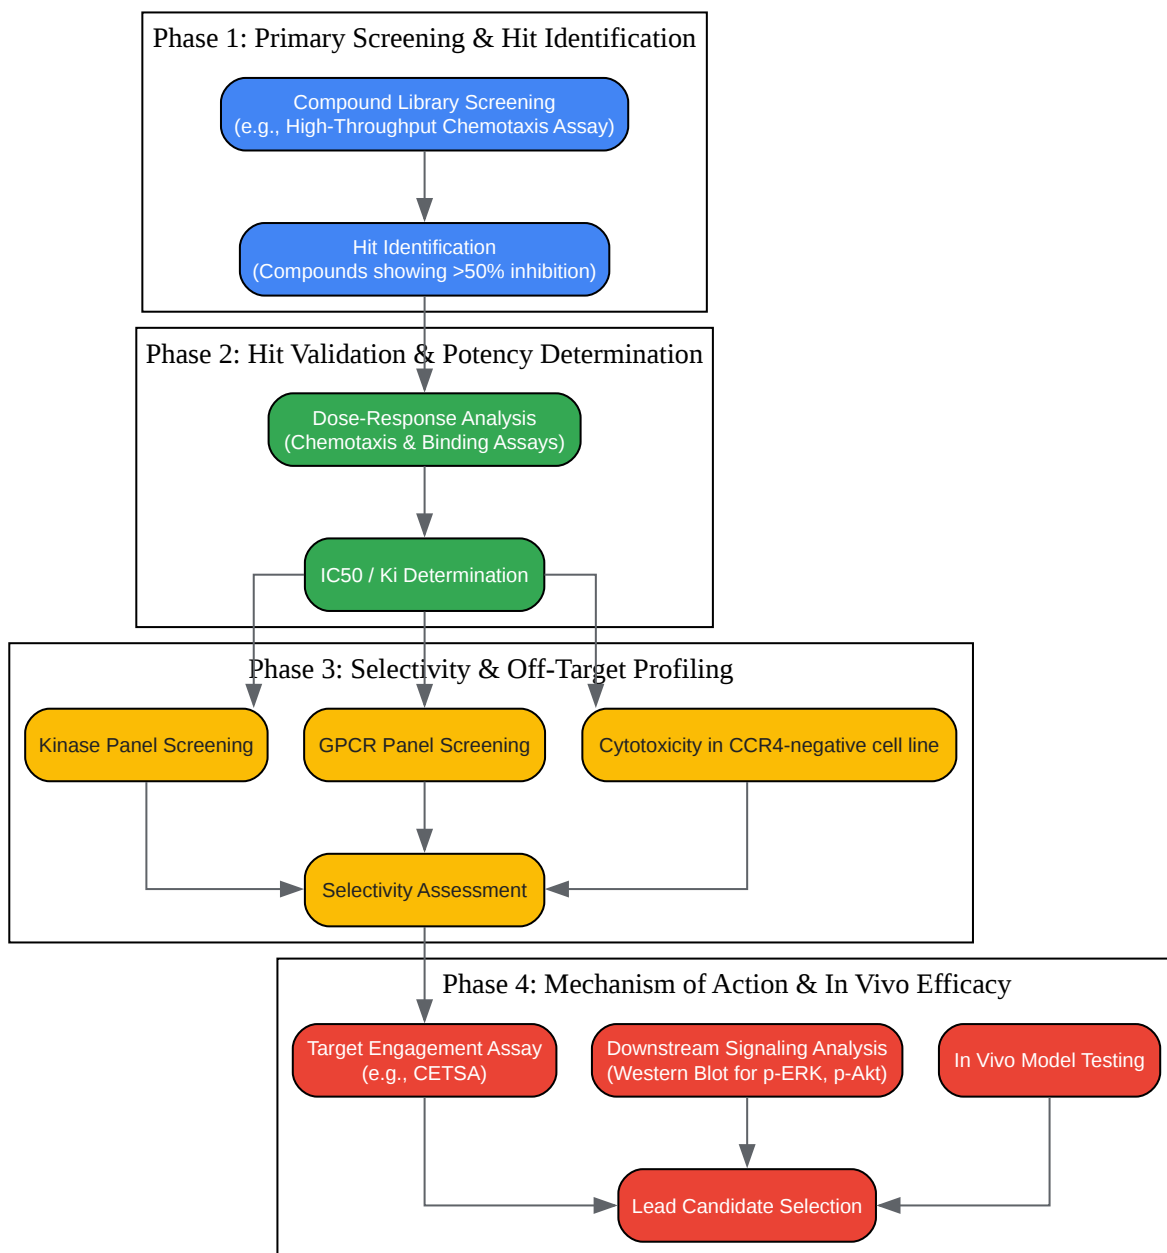 Phase 1: Primary Screening & Hit Identification
Compound Library Screening
(e.g., High-Throughput Chemotaxis Assay)
Hit Identification
(Compounds showing >50% inhibition)
Phase 2: Hit Validation & Potency Determination
Dose-Response Analysis
(Chemotaxis & Binding Assays)
IC50 / Ki Determination
Phase 3: Selectivity & Off-Target Profiling
Kinase Panel Screening
GPCR Panel Screening
Cytotoxicity in CCR4-negative cell line
Selectivity Assessment
Phase 4: Mechanism of Action & In Vivo Efficacy
Target Engagement Assay
(e.g., CETSA)
Downstream Signaling Analysis
(Western Blot for p-ERK, p-Akt)
In Vivo Model Testing
Lead Candidate Selection